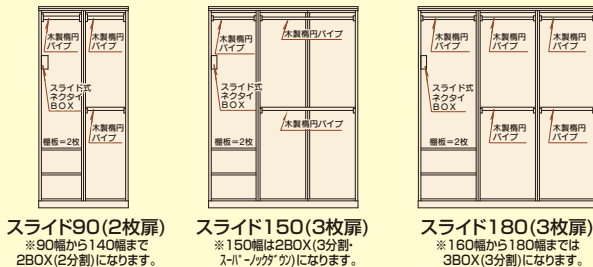 木製楕円
パイプ
木製楕円
パイプ
スライド式
ネクタイ
BOX
木製楕円
パイプ
棚板=2枚
スライド90(2枚扉)
※90幅から140幅まで
2BOX(2分割)になります。
木製楕円
パイプ
木製楕円パイプ
スライド式
ネクタイ
BOX
木製楕円パイプ
棚板=2枚
スライド150(3枚扉)
※150幅は2BOX(3分割・
スーパーノックダウン)になります。
木製楕円
パイプ
木製楕円
パイプ
木製楕円
パイプ
スライド式
ネクタイ
BOX
木製楕円
パイプ
木製楕円
パイプ
棚板=2枚
スライド180(3枚扉)
※160幅から180幅までは
3BOX(3分割)になります。